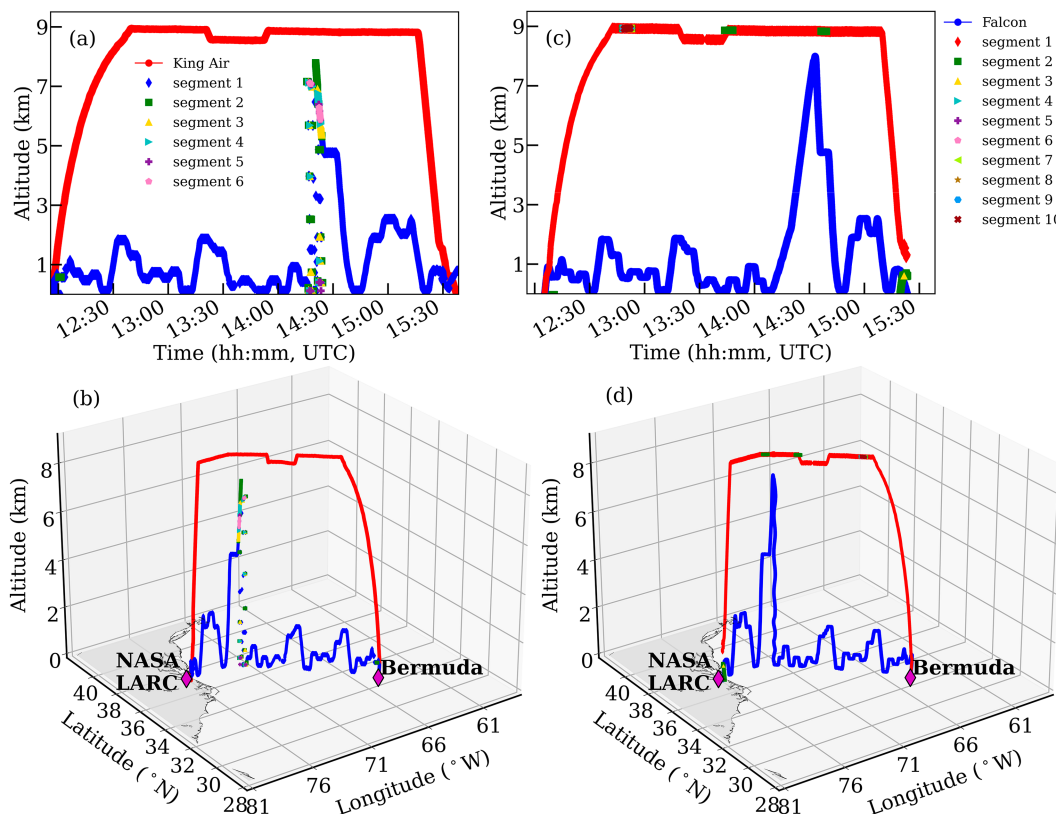 (a)
9
7
5
3
1
Altitude (km)
King Air
segment 1
segment 2
segment 3
segment 4
segment 5
segment 6
12:30
13:00
13:30
14:00
14:30
15:00
15:30
Time (hh:mm, UTC)
(c)
9
7
5
3
1
Altitude (km)
12:30
13:00
13:30
14:00
14:30
15:00
15:30
Time (hh:mm, UTC)
Falcon
segment 1
segment 2
segment 3
segment 4
segment 5
segment 6
segment 7
segment 8
segment 9
segment 10
(b)
8
6
4
2
0
Altitude (km)
NASA
LARC
Bermuda
40
38
36
34
32
30
28
Latitude (°N)
81
76
71
66
61
Longitude (°W)
(d)
8
6
4
2
0
Altitude (km)
NASA
LARC
Bermuda
40
38
36
34
32
30
28
Latitude (°N)
81
76
71
66
61
Longitude (°W)